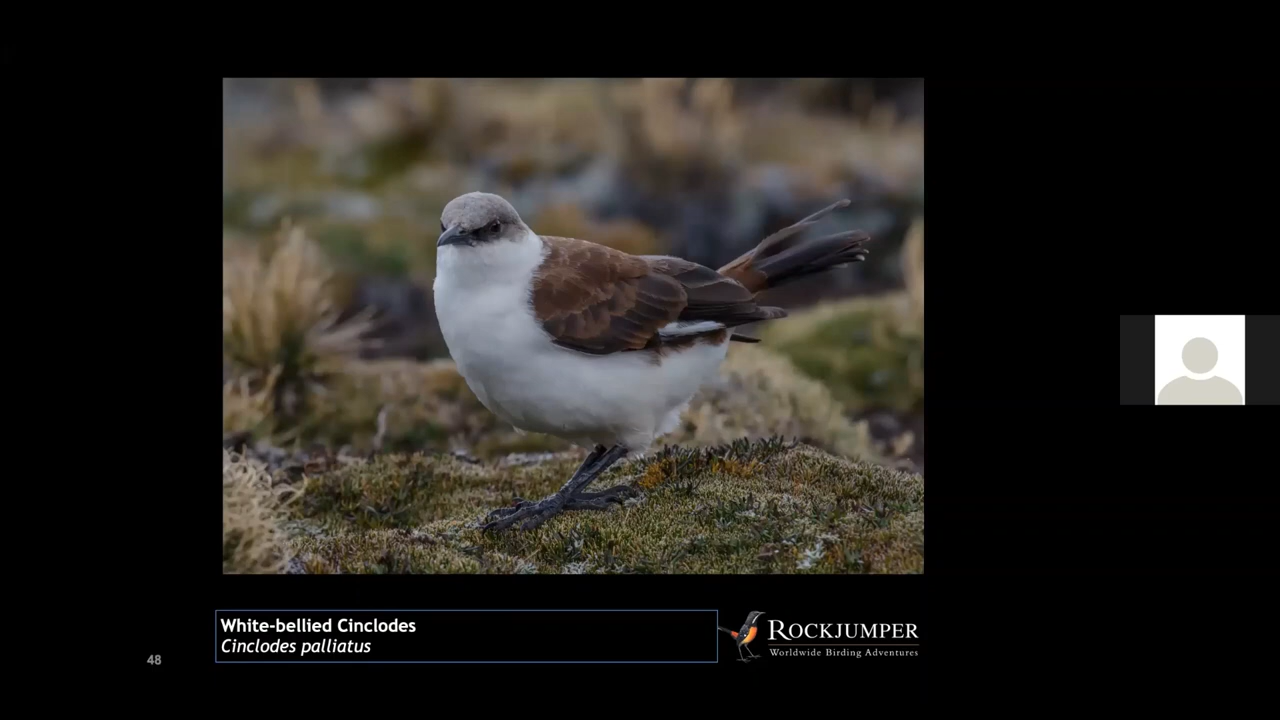 White-bellied Cinclodes
Cinclodes palliatus
ROCKJUMPER
Worldwide Birding Adventures
48